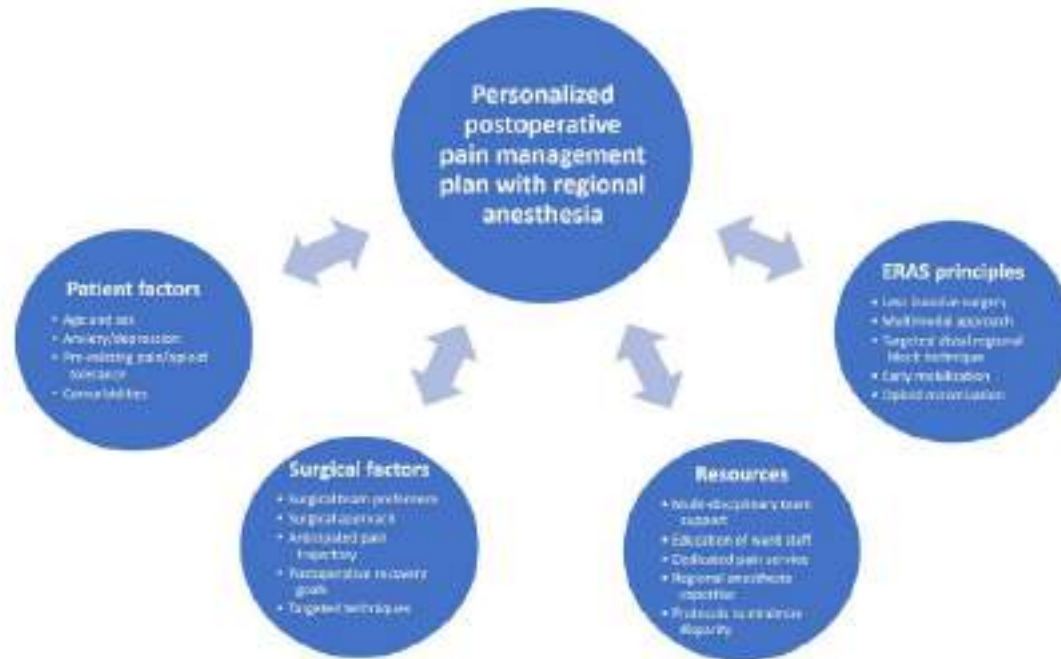 Personalized
postoperative
pain management
plan with regional
anesthesia
Patient factors
• Age and sex
• Anxiety/depression
• Pre-existing pain/opioid
tolerance
• Comorbidities
Surgical factors
• Surgical team preference
• Surgical approach
• Anticipated pain
trajectory
• Postoperative recovery
goals
• Targeted techniques
Resources
• Multi-disciplinary team
support
• Education of ward staff
• Dedicated pain service
• Regional anesthesia
expertise
• Protocols to minimize
disparity
ERAS principles
• Less invasive surgery
• Multimodal approach
• Targeted distal regional
block technique
• Early mobilization
• Opioid minimization